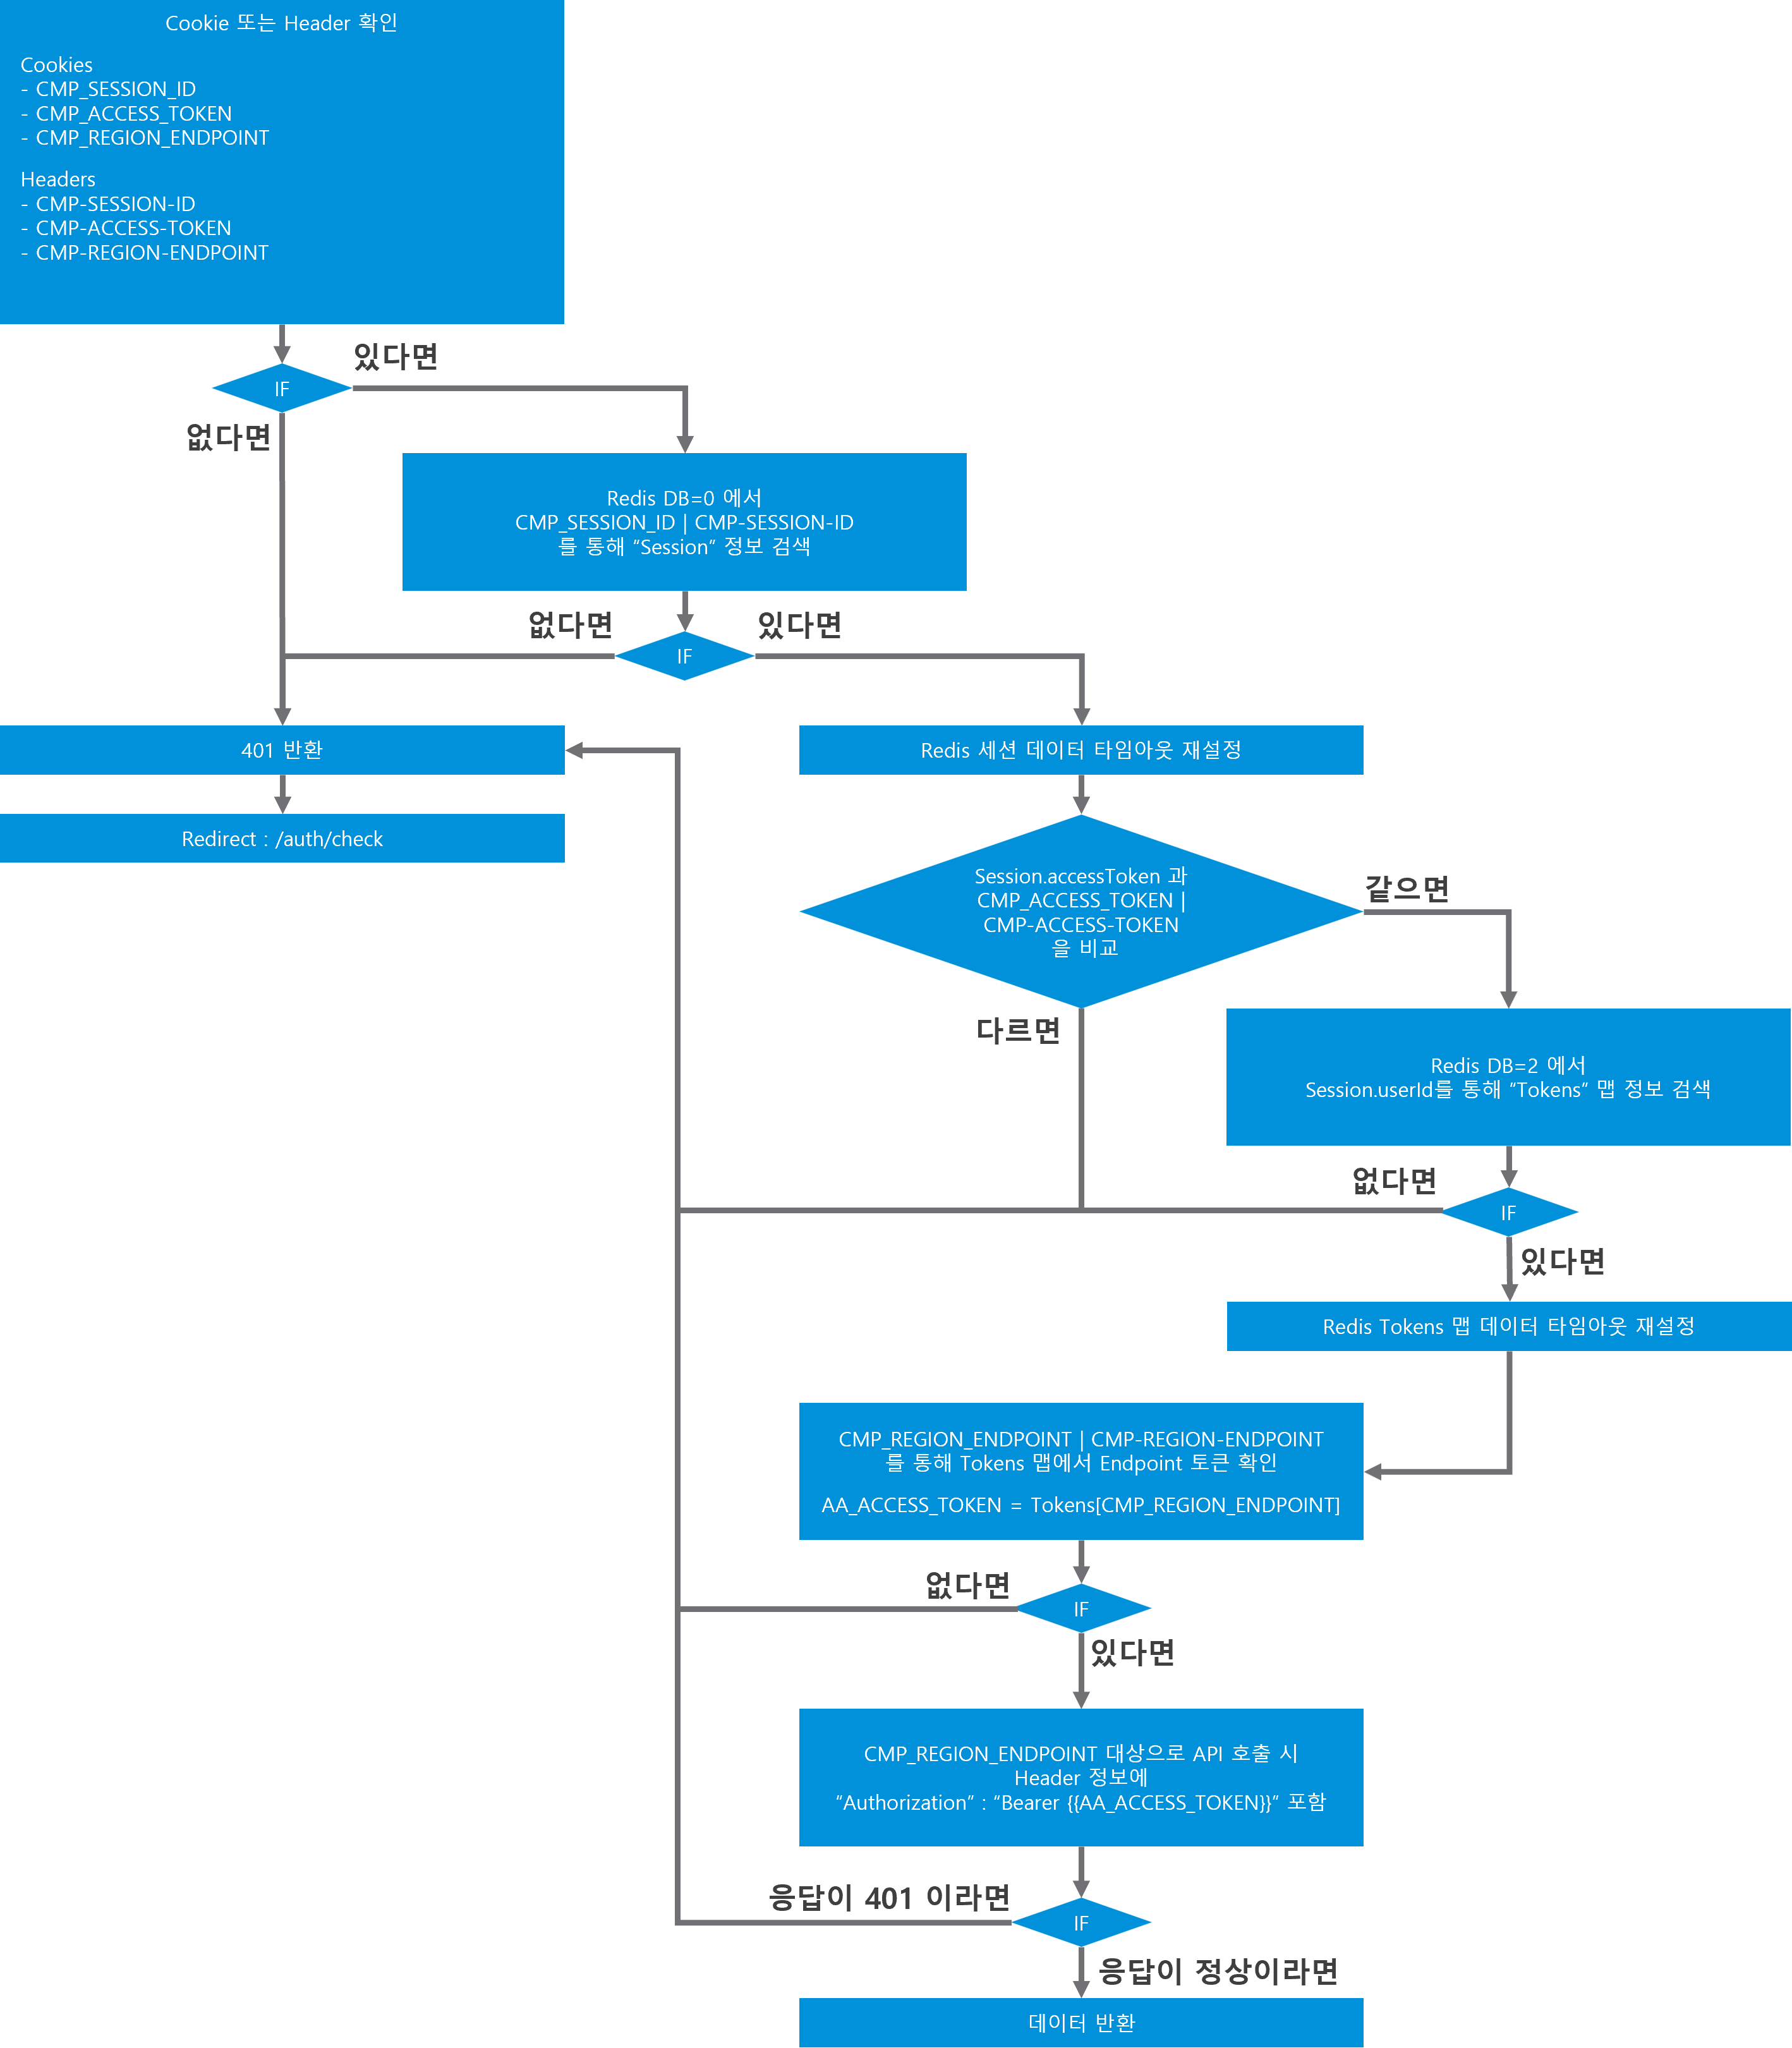 Cookie 또는 Header 확인
Cookies
- CMP_SESSION_ID
- CMP_ACCESS_TOKEN
- CMP_REGION_ENDPOINT
Headers
- CMP-SESSION-ID
- CMP-ACCESS-TOKEN
- CMP-REGION-ENDPOINT
IF
있다면
없다면
Redis DB=0 에서
CMP_SESSION_ID | CMP-SESSION-ID
를 통해 “Session” 정보 검색
없다면
있다면
IF
401 반환
Redirect : /auth/check
Redis 세션 데이터 타임아웃 재설정
Session.accessToken 과
CMP_ACCESS_TOKEN |
CMP-ACCESS-TOKEN
을 비교
같으면
다르면
Redis DB=2 에서
Session.userId를 통해 “Tokens” 맵 정보 검색
없다면
IF
있다면
Redis Tokens 맵 데이터 타임아웃 재설정
CMP_REGION_ENDPOINT | CMP-REGION-ENDPOINT
를 통해 Tokens 맵에서 Endpoint 토큰 확인
AA_ACCESS_TOKEN = Tokens[CMP_REGION_ENDPOINT]
없다면
IF
있다면
CMP_REGION_ENDPOINT 대상으로 API 호출 시
Header 정보에
“Authorization” : “Bearer {{AA_ACCESS_TOKEN}}” 포함
응답이 401 이라면
IF
응답이 정상이라면
데이터 반환